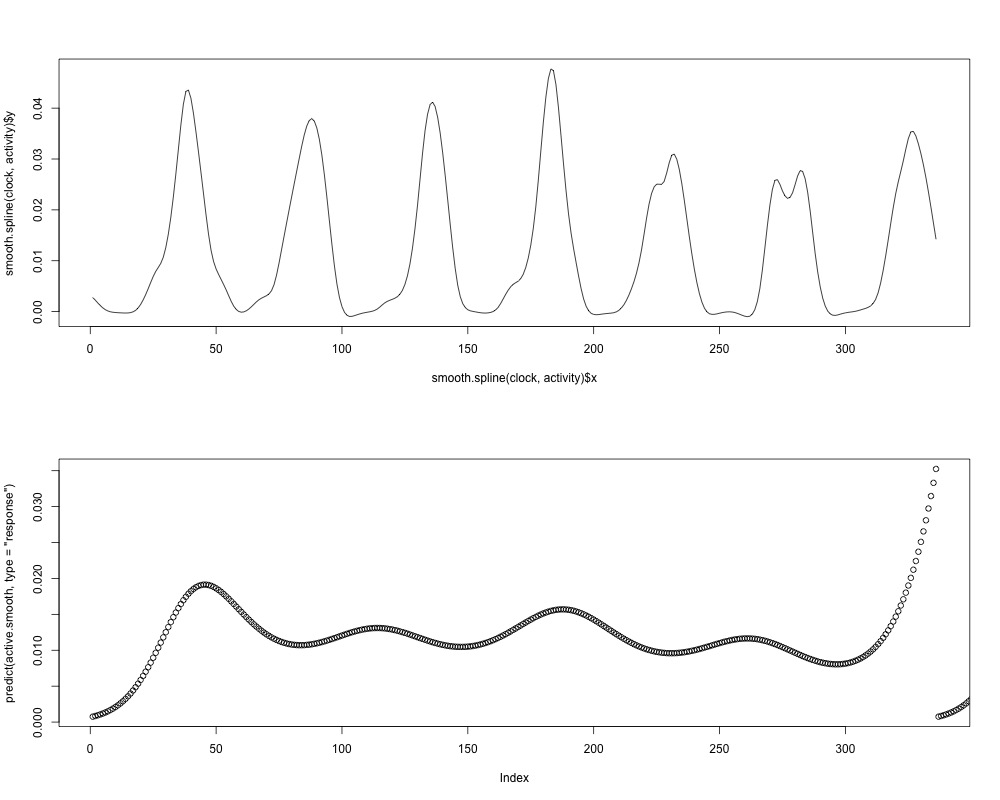 smooth.spline(clock, activity)$y
0.04
0.03
0.02
0.01
0.00
0 50 100 150 200 250 300
smooth.spline(clock, activity)$x
predict(active.smooth, type = "response")
0.030
0.020
0.010
0.000
0 50 100 150 200 250 300
Index